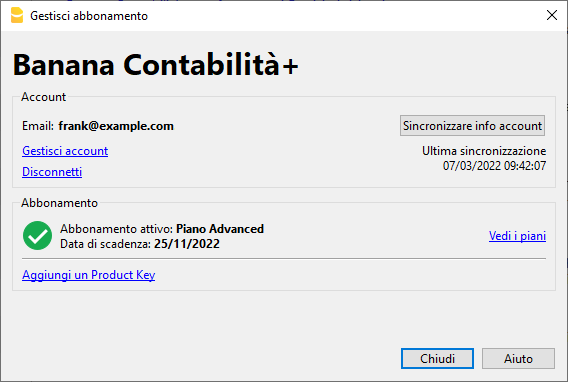 Gestisci abbonamento
Banana Contabilità+
Account
Email: frank@example.com
Sincronizzare info account
Gestisci account
Ultima sincronizzazione
Disconnetti
07/03/2022 09:42:07
Abbonamento
Abbonamento attivo: Piano Advanced
Vedi i piani
Data di scadenza: 25/11/2022
Aggiungi un Product Key
Chiudi
Aiuto